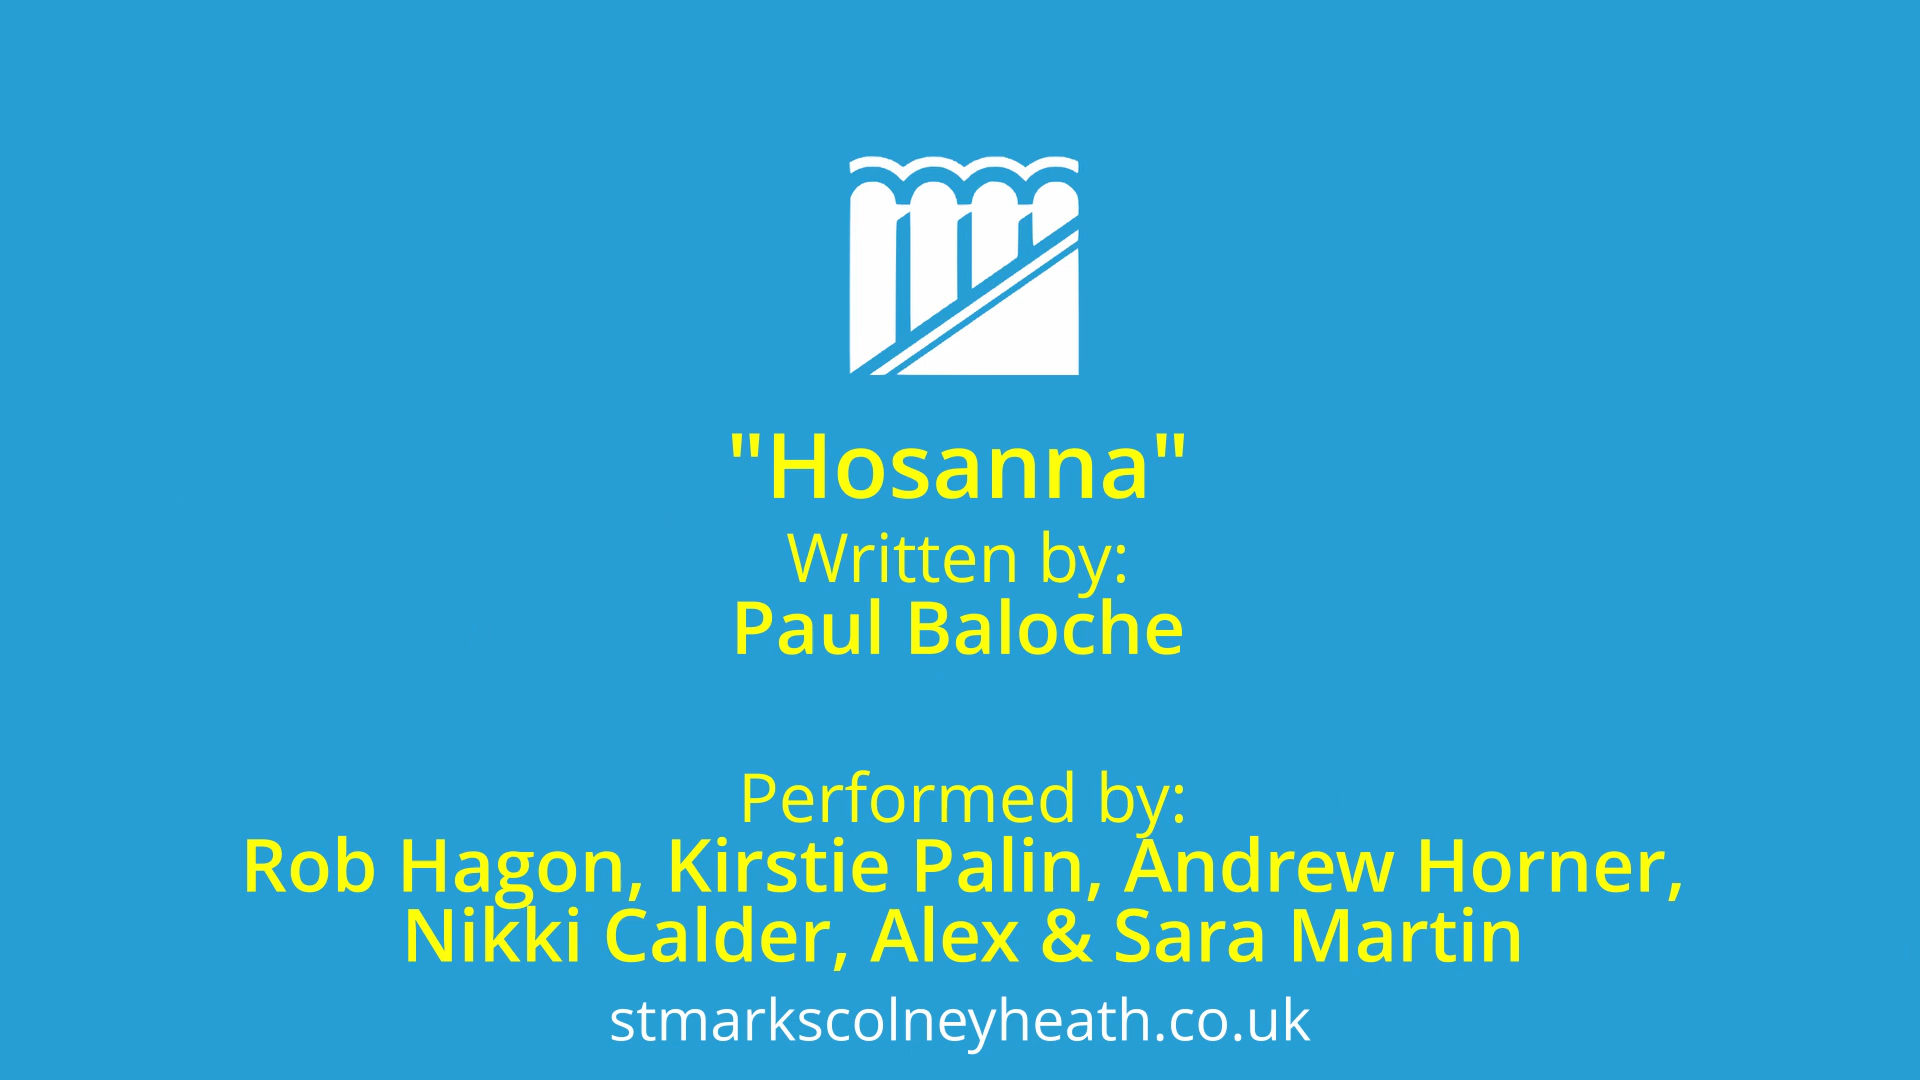 "Hosanna"
Written by:
Paul Baloche
Performed by:
Rob Hagon, Kirstie Palin, Andrew Horner,
Nikki Calder, Alex & Sara Martin
stmarkscolneyheath.co.uk